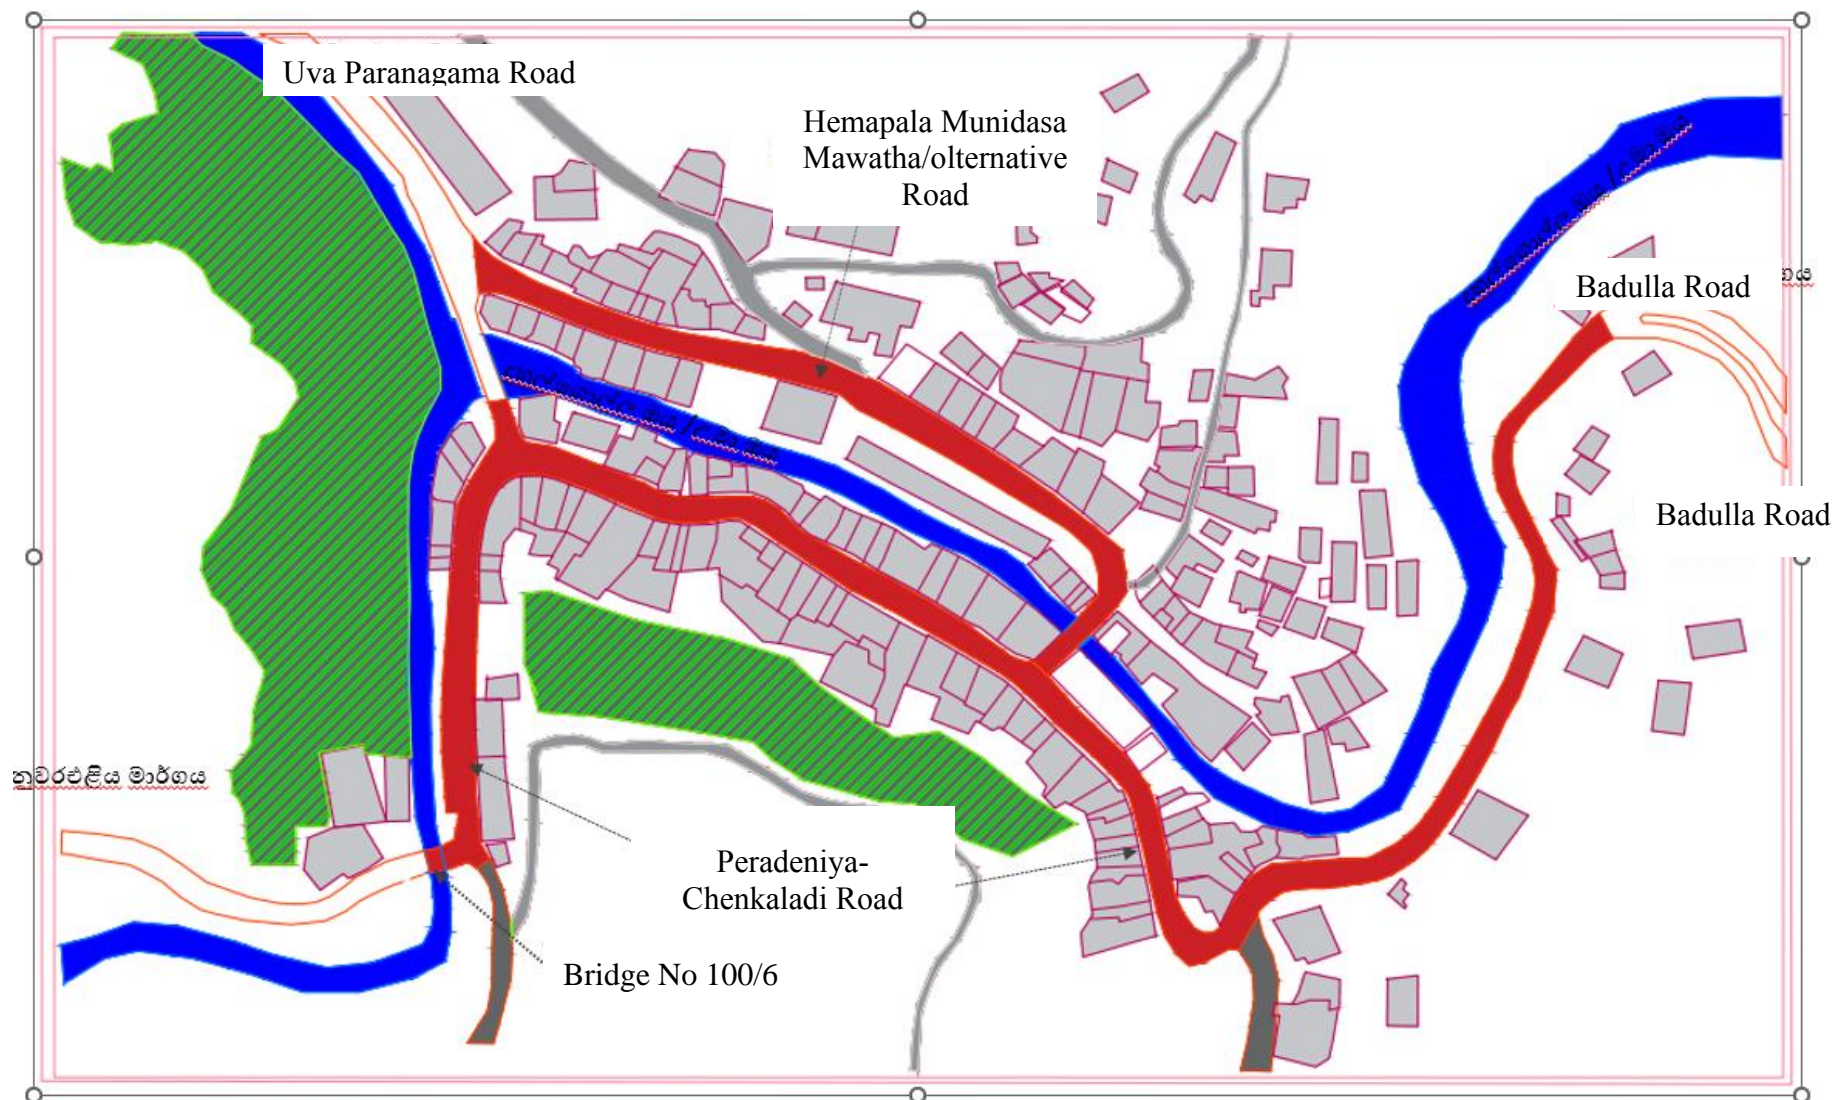 Uva Paranagama Road
Hemapala Munidasa
Mawatha/olternative
Road
Badulla Road
Badulla Road
නුවරඑළිය මාර්ගය
Peradeniya-
Chenkaladi Road
Bridge No 100/6